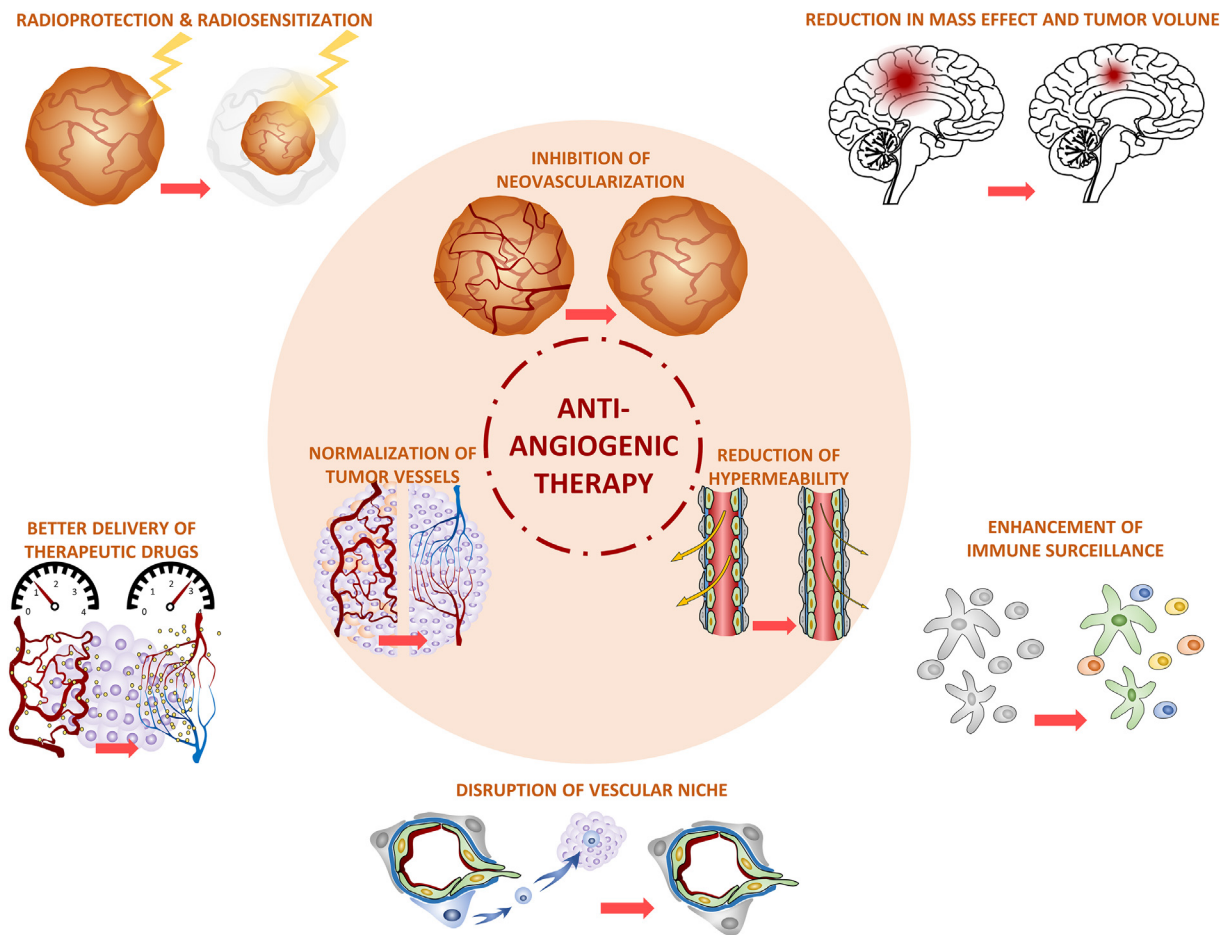 RADIOPROTECTION & RADIOSENSITIZATION
REDUCTION IN MASS EFFECT AND TUMOR VOLUNE
INHIBITION OF
NEOVASCULARIZATION
ANTI-
ANGIOGENIC
THERAPY
NORMALIZATION OF
TUMOR VESSELS
REDUCTION OF
HYPERMEABILITY
BETTER DELIVERY OF
THERAPEUTIC DRUGS
0 1 2 3 4
0 1 2 3 4
ENHANCEMENT OF
IMMUNE SURCEILLANCE
DISRUPTION OF VESCULAR NICHE